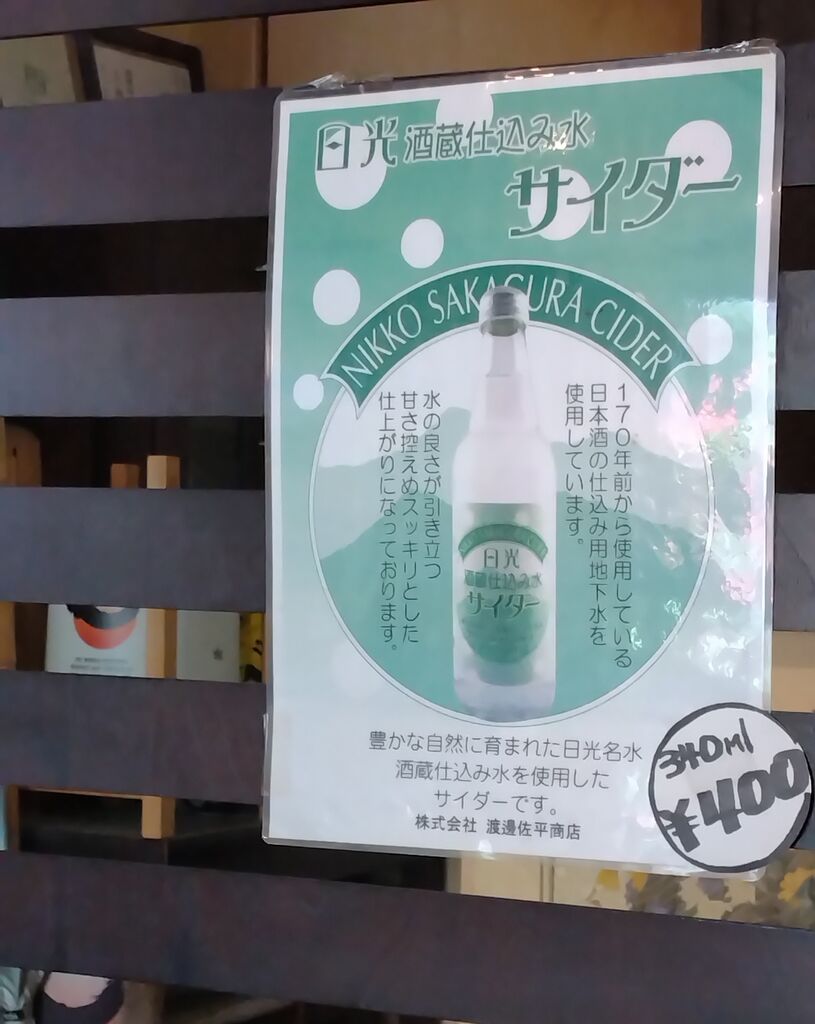 日光 酒蔵仕込み水
サイダー
NIKKO SAKAGURA CIDER
170年前から使用している
日本酒の仕込み用地下水を
使用しています。
水の良さが引き立つ
甘さ控えめスッキリとした
仕上がりになっております。
日光
酒蔵仕込み水
サイダー
豊かな自然に育まれた日光名水
酒蔵仕込み水を使用した
サイダーです。
株式会社 渡邊佐平商店
340ml
¥400